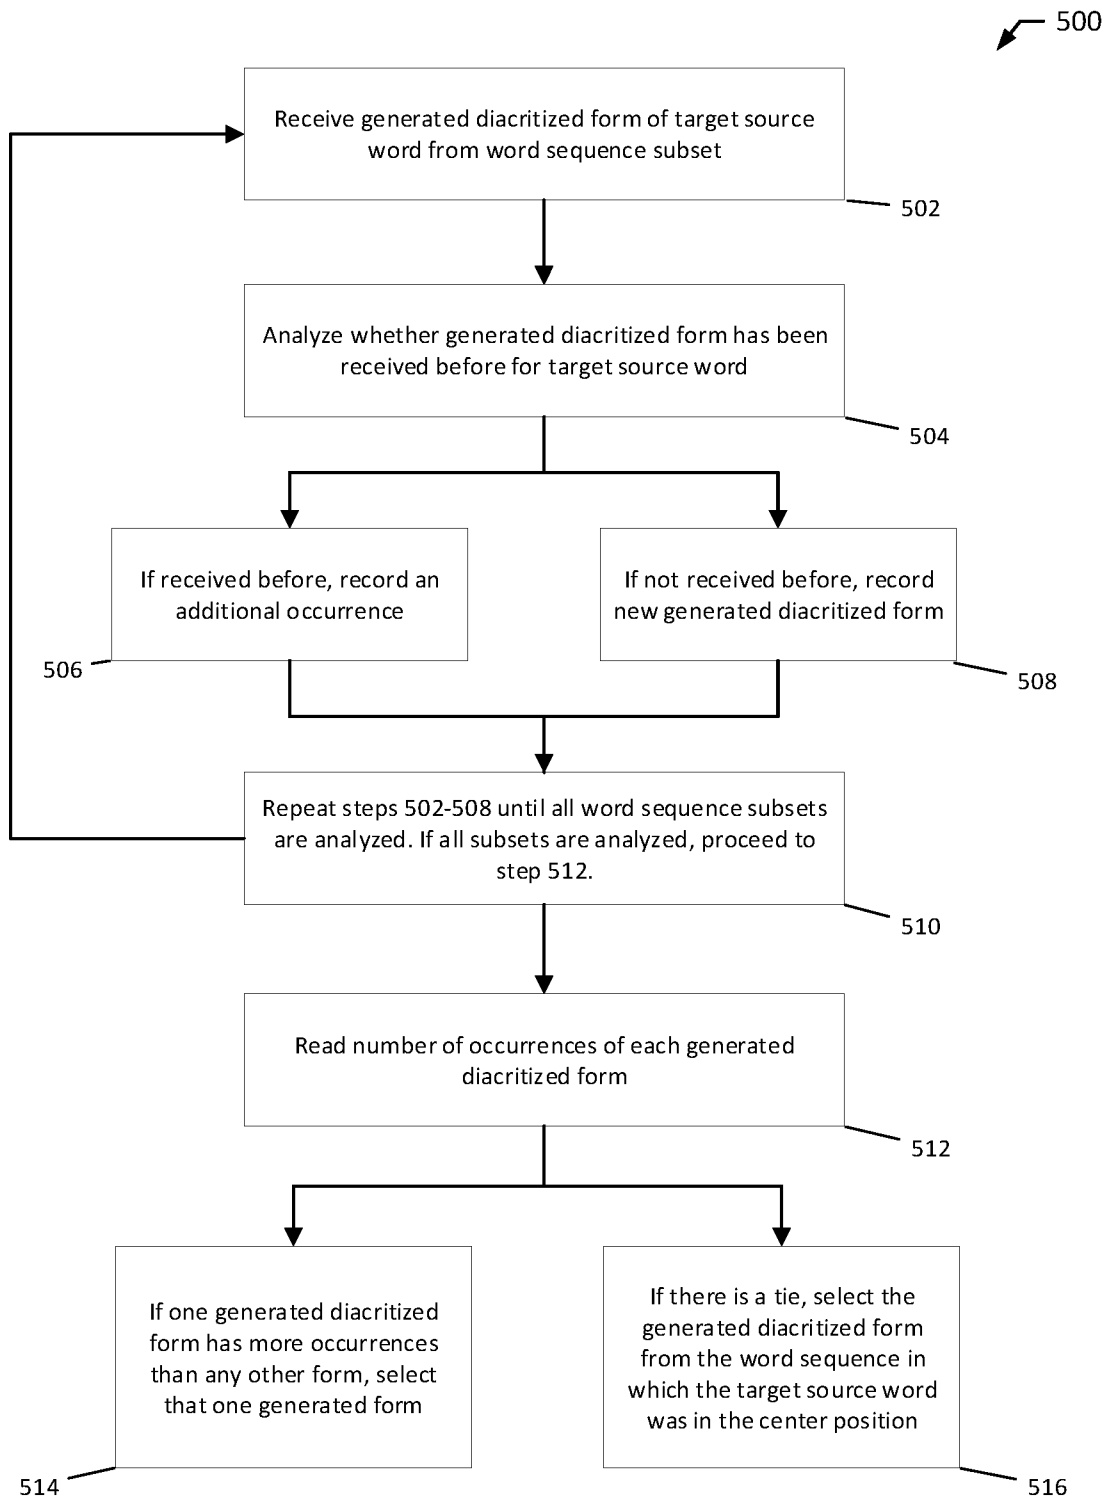 500
Receive generated diacritized form of target source
word from word sequence subset
502
Analyze whether generated diacritized form has been
received before for target source word
504
If received before, record an
additional occurrence
506
If not received before, record
new generated diacritized form
508
Repeat steps 502-508 until all word sequence subsets
are analyzed. If all subsets are analyzed, proceed to
step 512.
510
Read number of occurrences of each generated
diacritized form
512
If one generated diacritized
form has more occurrences
than any other form, select
that one generated form
514
If there is a tie, select the
generated diacritized form
from the word sequence in
which the target source word
was in the center position
516